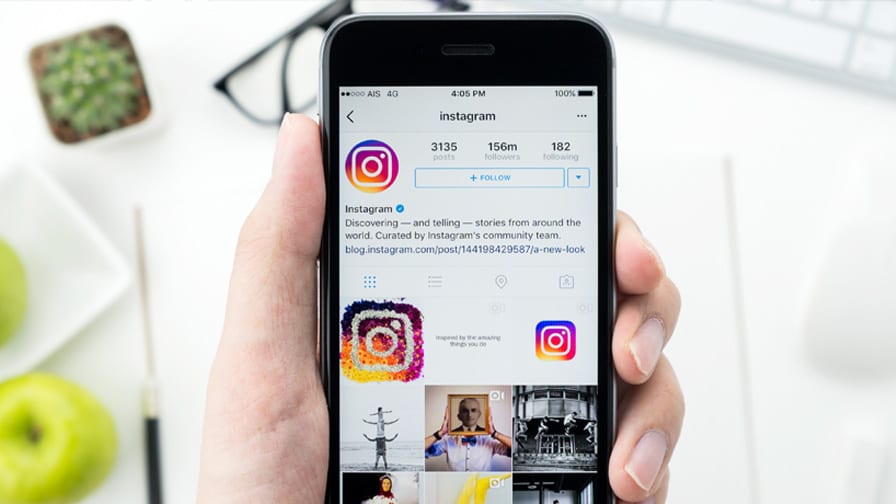 AIS 4G 4:05 PM 100%
instagram
3135 156m 182
posts followers following
+ FOLLOW
Instagram
Discovering — and telling — stories from around the
world. Curated by Instagram's community team.
blog.instagram.com/post/144198429587/a-new-look
Inspired by the amazing
things you do